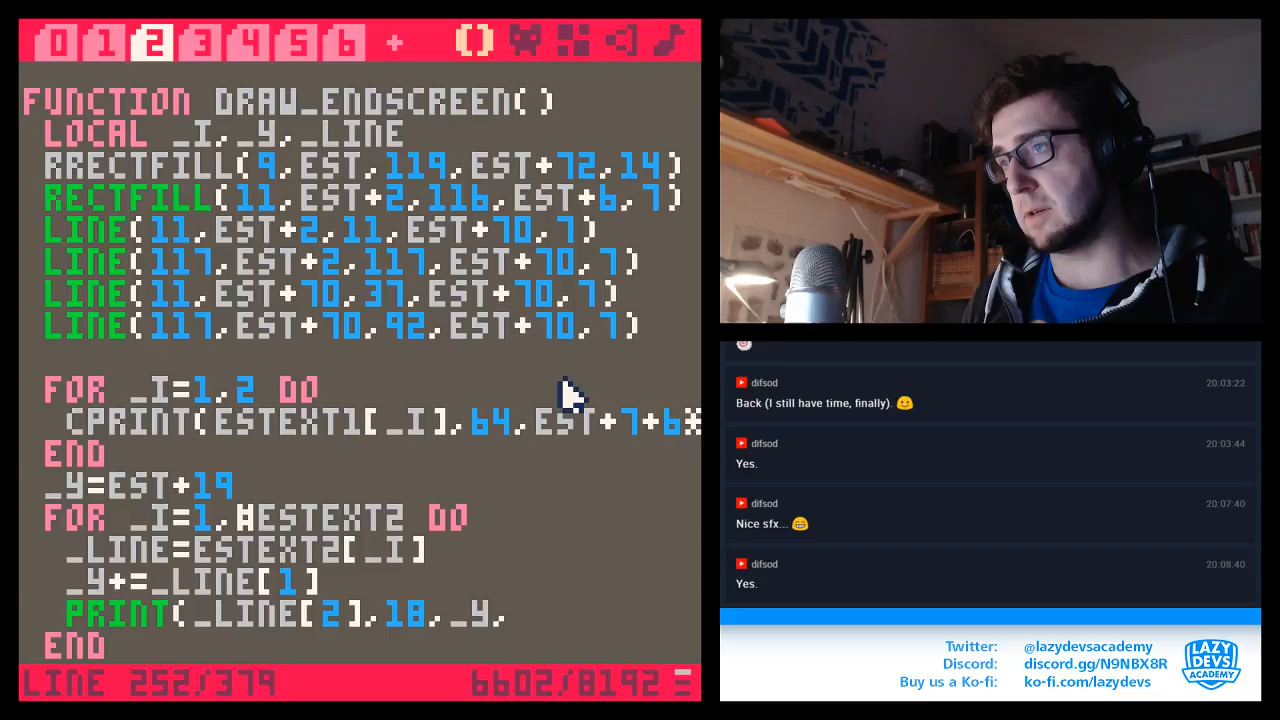 0 1 2 3 4 5 6 +
FUNCTION DRAW_ENDSCREEN()
LOCAL _I,_Y,_LINE
RRECTFILL(9,EST,119,EST+72,14)
RECTFILL(11,EST+2,116,EST+6,7)
LINE(11,EST+2,11,EST+70,7)
LINE(117,EST+2,117,EST+70,7)
LINE(11,EST+70,37,EST+70,7)
LINE(117,EST+70,92,EST+70,7)
FOR _I=1,2 DO
CPRINT(ESTEXT1[_I],64,EST+7+6*
END
_Y=EST+19
FOR _I=1,#ESTEXT2 DO
_LINE=ESTEXT2[_I]
_Y+=_LINE[1]
PRINT(_LINE[2],18,_Y,
END
LINE 252/379 6602/8192
difsod 20:03:22
Back (I still have time, finally). 🙂
difsod 20:03:44
Yes.
difsod 20:07:40
Nice sfx... 😁
difsod 20:08:40
Yes.
Twitter: @lazydevsacademy
Discord: discord.gg/N9NBX8R
Buy us a Ko-fi: ko-fi.com/lazydevs
LAZY
DEVS
ACADEMY